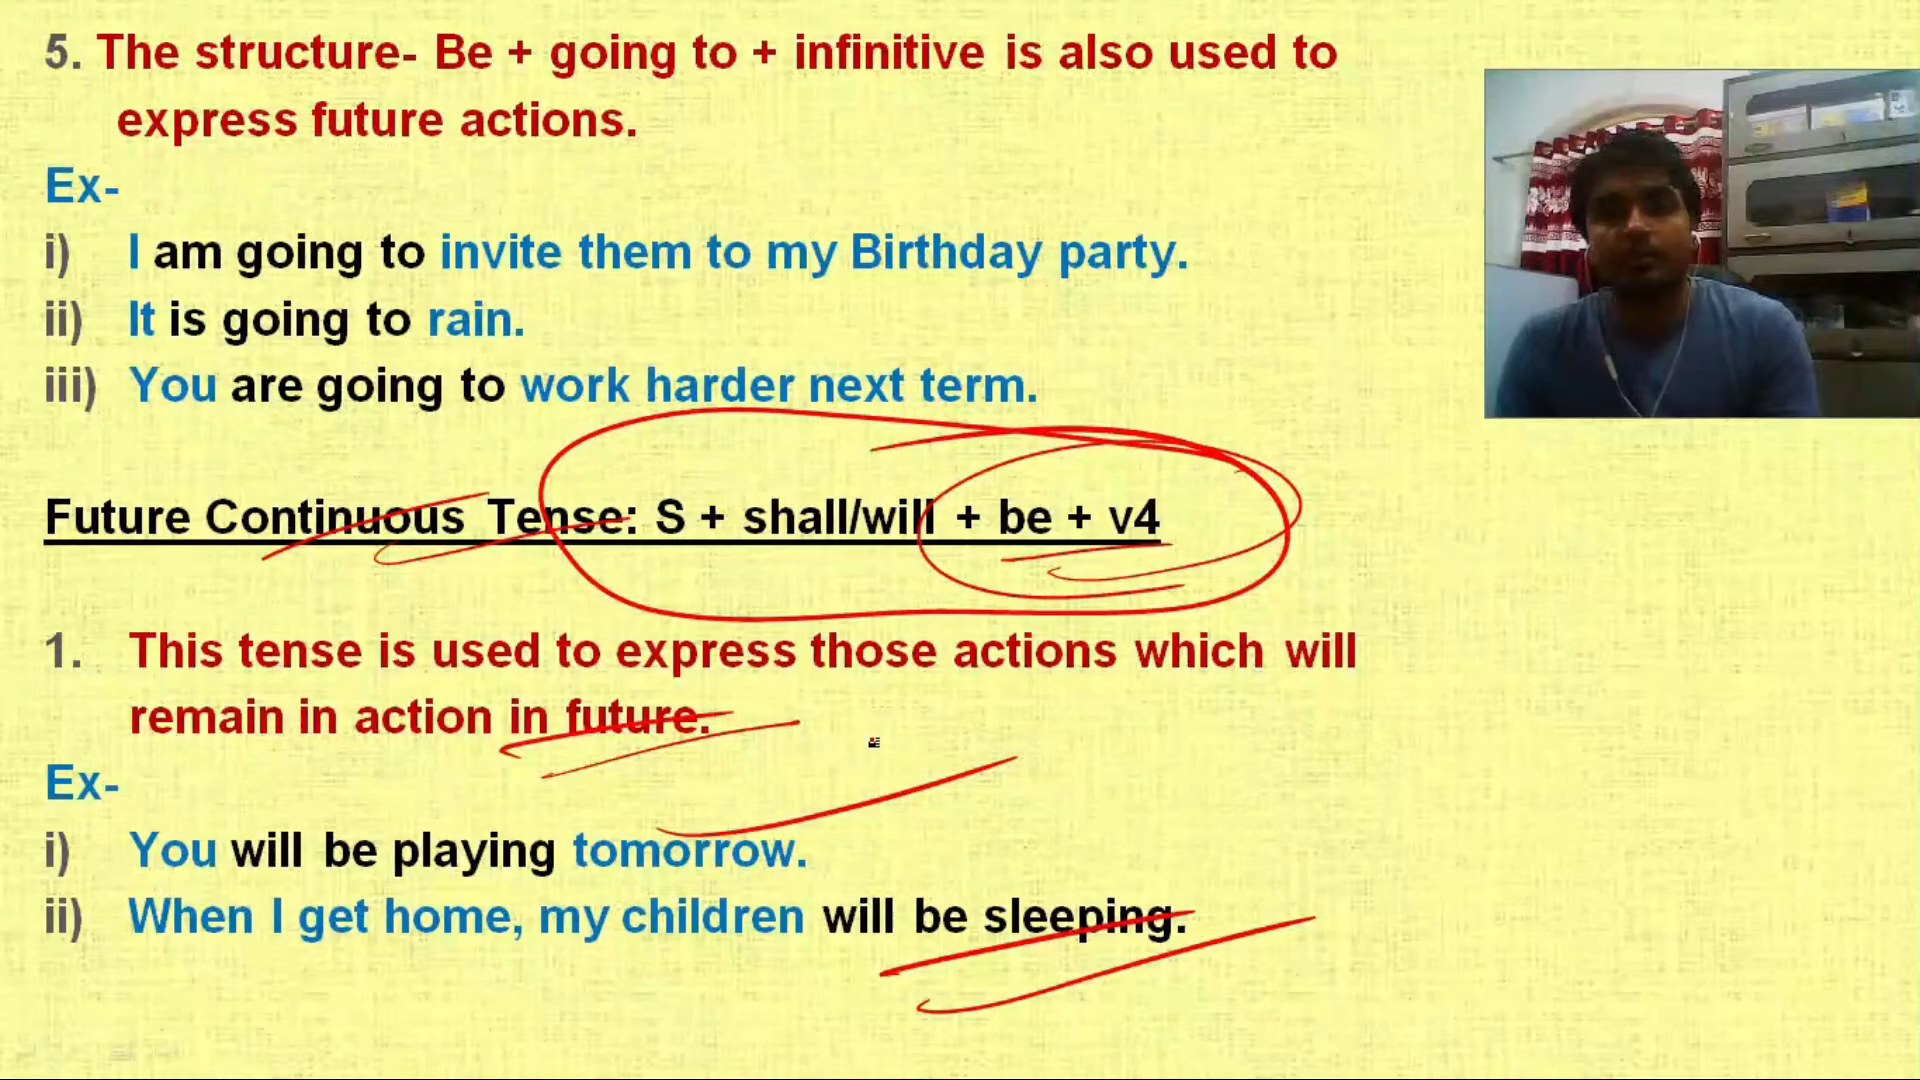 5. The structure- Be + going to + infinitive is also used to
express future actions.
Ex-
i) I am going to invite them to my Birthday party.
ii) It is going to rain.
iii) You are going to work harder next term.
Future Continuous Tense: S + shall/will + be + v4
1. This tense is used to express those actions which will
remain in action in future.
Ex-
i) You will be playing tomorrow.
ii) When I get home, my children will be sleeping.